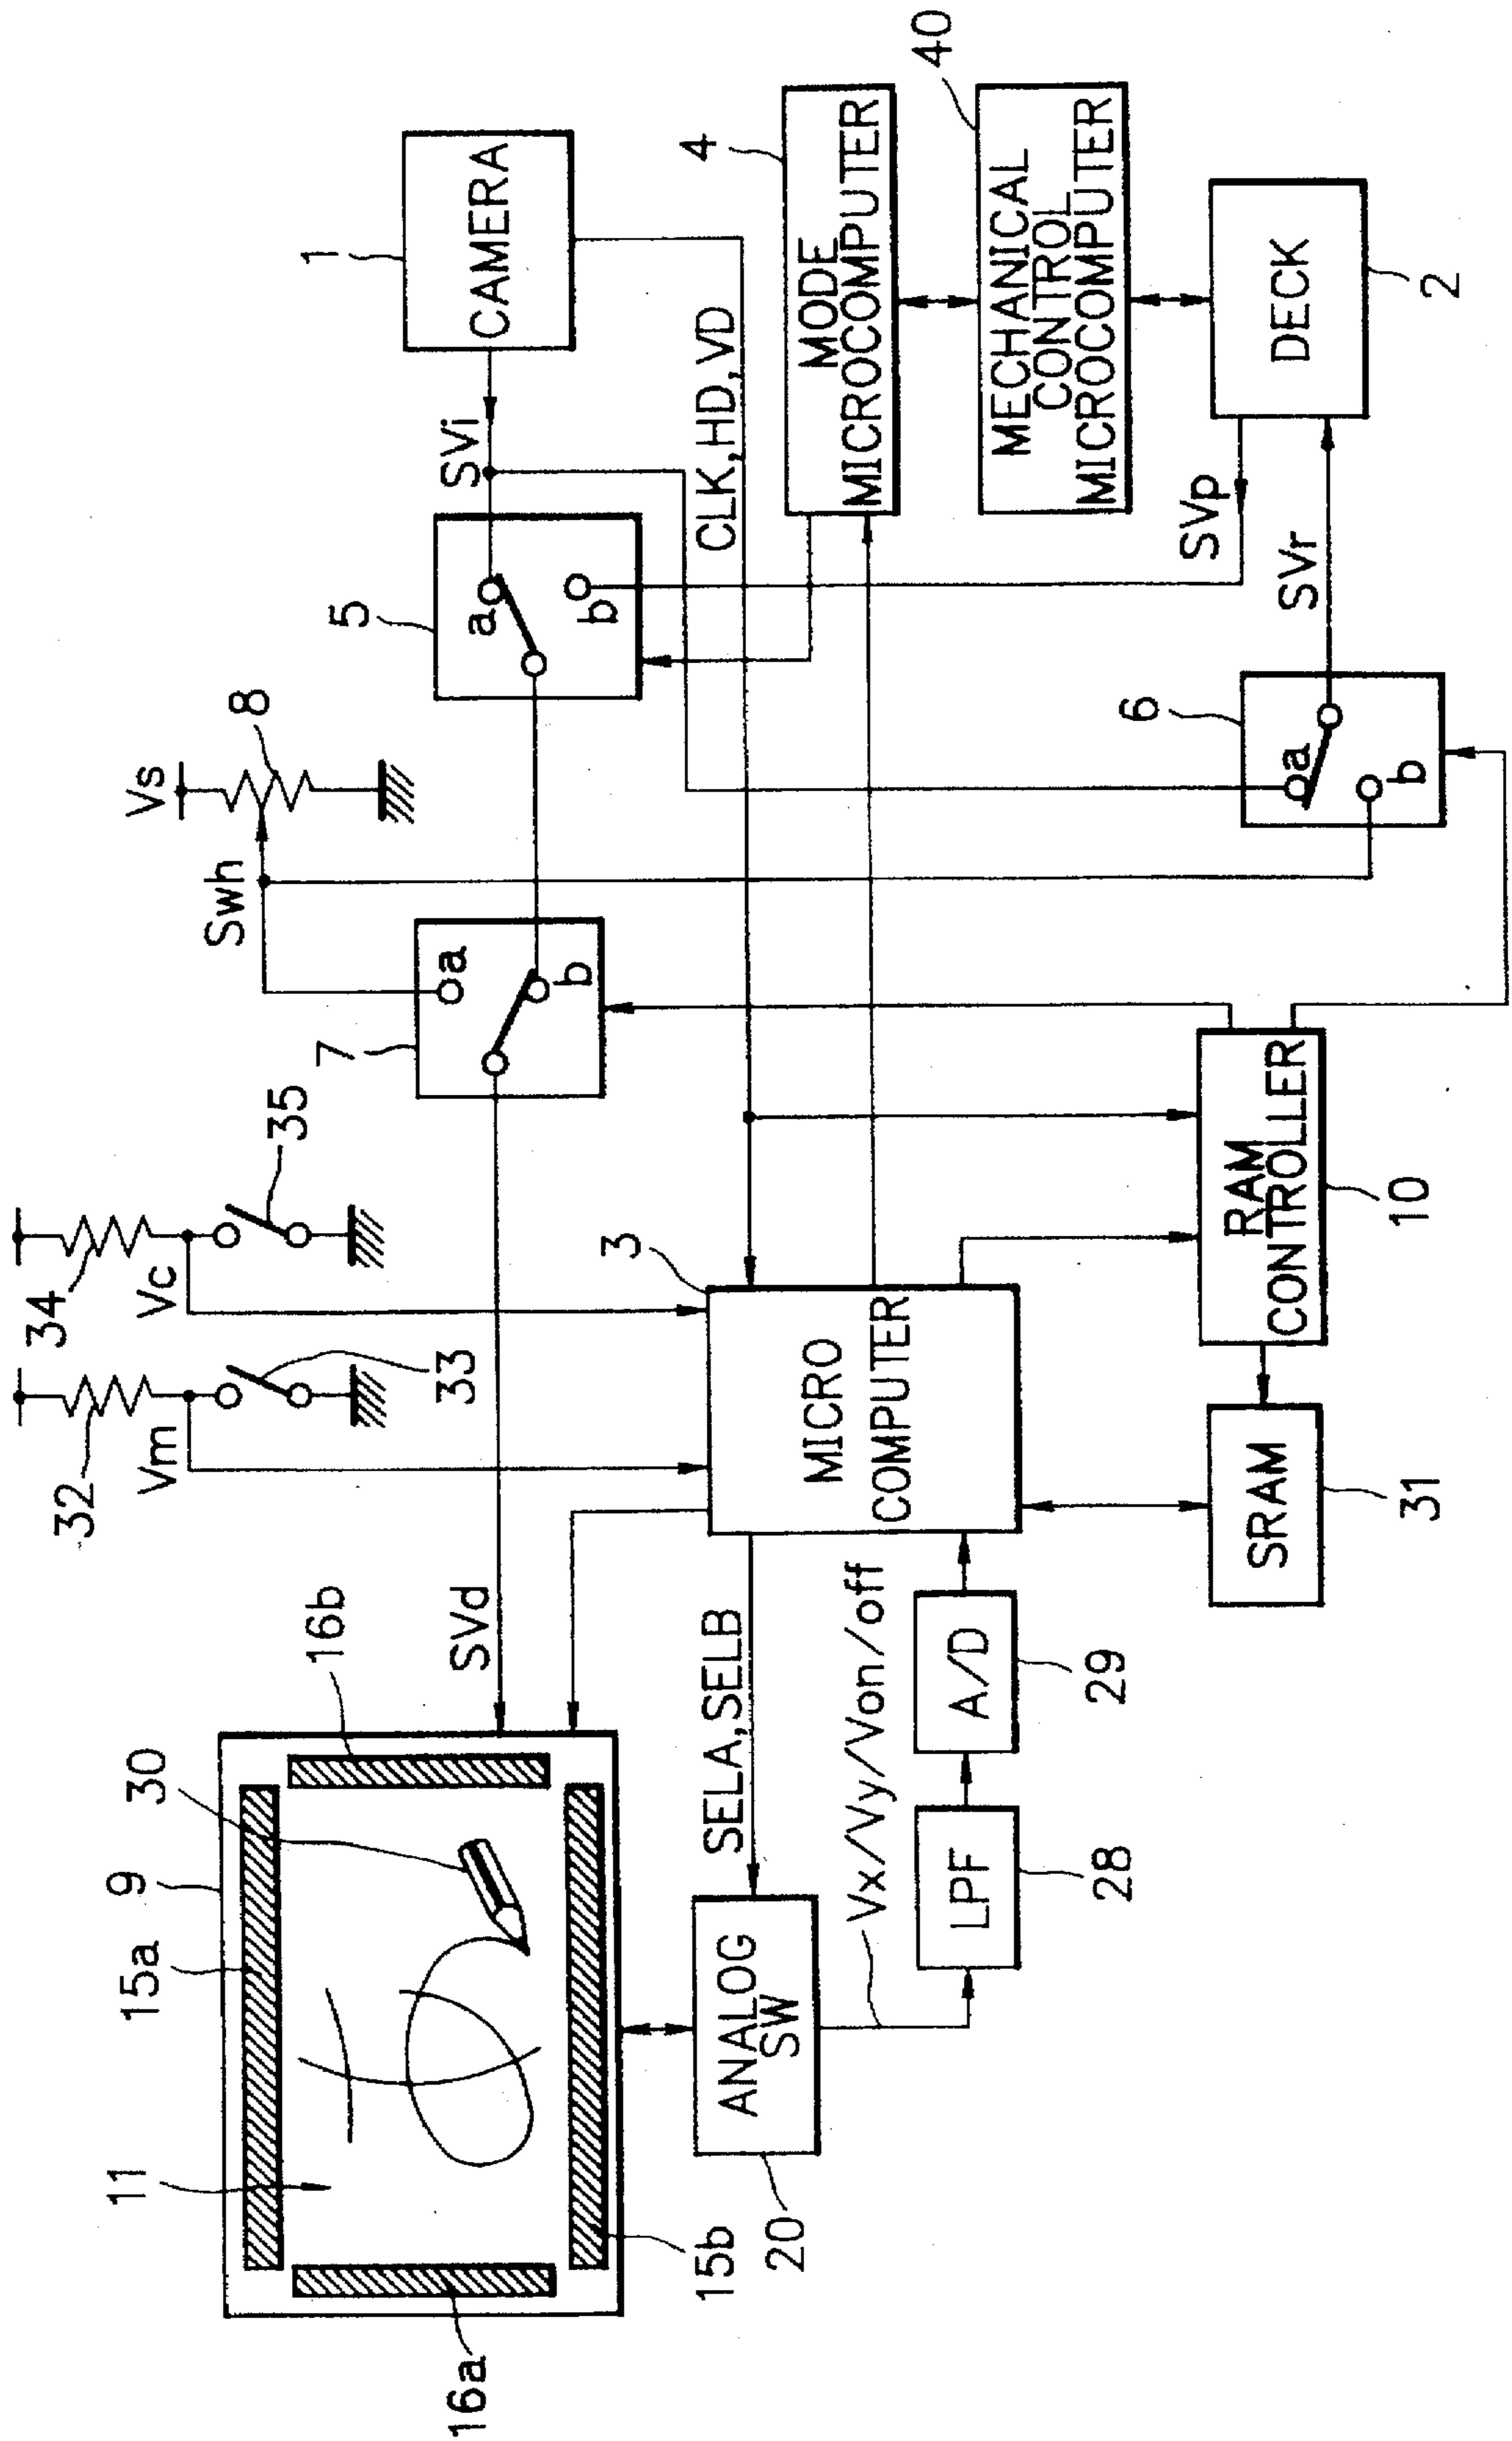 32
34
Vm
Vc
33
35
Vs
8
Swh
11
15a
9
30
16b
16a
15b
SVd
7
a
b
5
a
b
SVi
1
CAMERA
CLK,HD,VD
SELA,SELB
3
MICRO
COMPUTER
4
MODE
MICROCOMPUTER
20
ANALOG
SW
Vx/Vy/Von/off
LPF
28
A/D
29
40
MECHANICAL
CONTROL
MICROCOMPUTER
SRAM
31
RAM
CONTROLLER
10
6
a
b
SVp
SVr
DECK
2